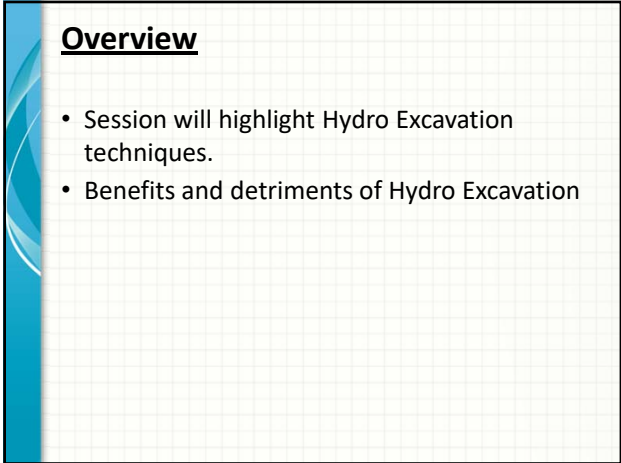 Overview
• Session will highlight Hydro Excavation
techniques.
• Benefits and detriments of Hydro Excavation